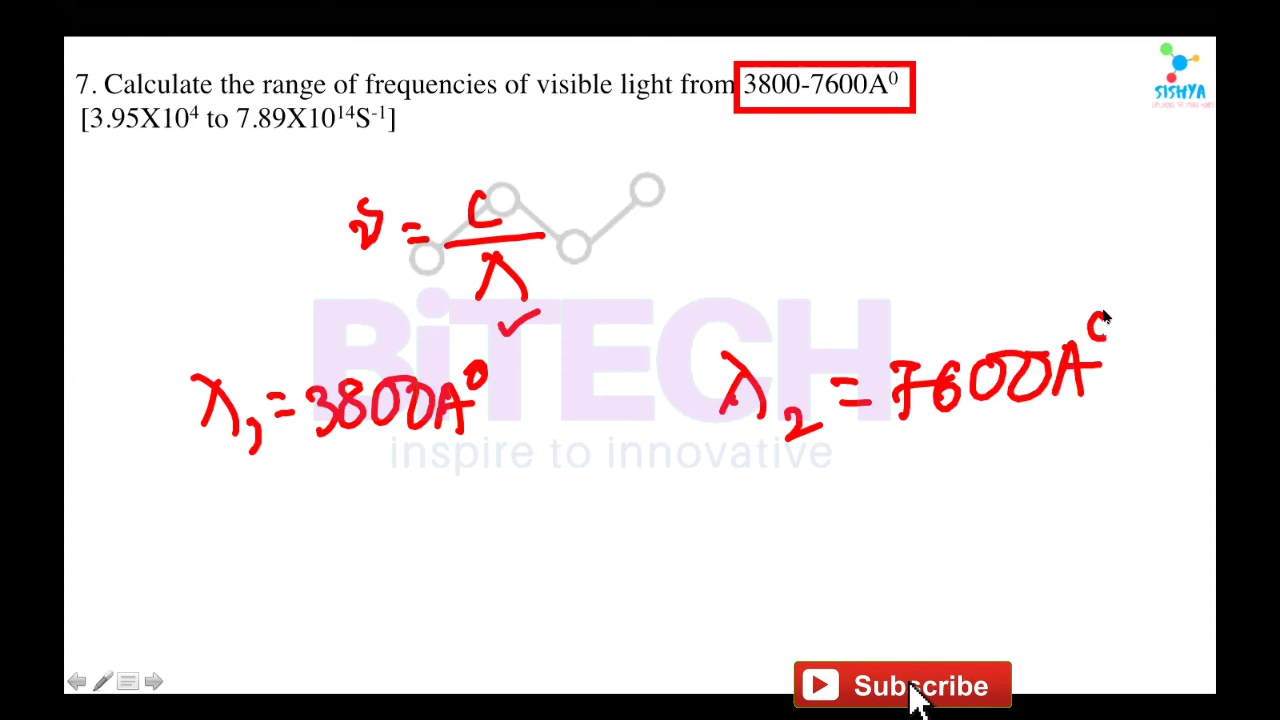 7. Calculate the range of frequencies of visible light from 3800-7600A⁰
[3.95X10⁴ to 7.89X10¹⁴S⁻¹]
SISHYA
ν = C
λ
BiTECH
λ₁ = 3800A⁰
λ₂ = 7600A
inspire to innovative
Subscribe